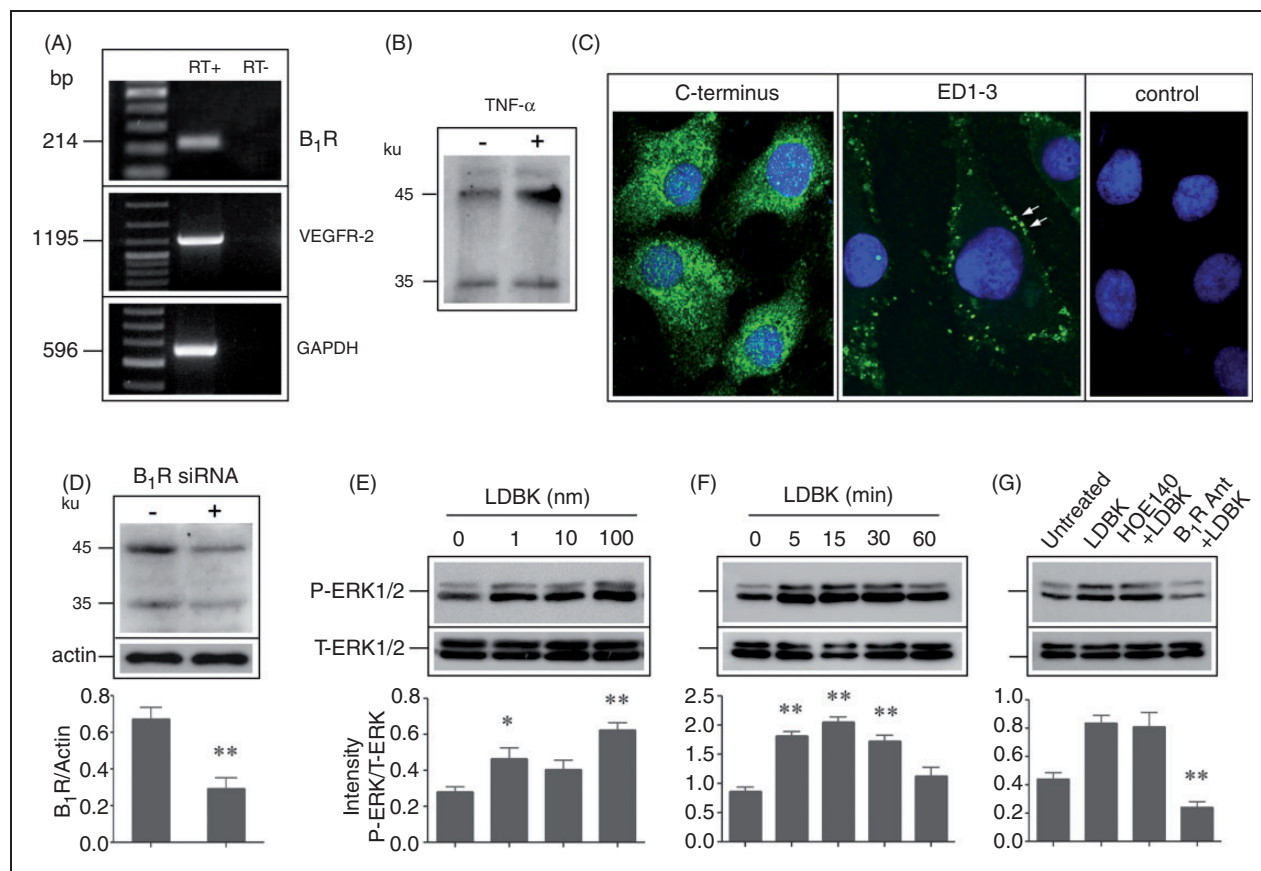 (A)
bp
RT+ RT-
214
B1R
1195
VEGFR-2
596
GAPDH
(B)
TNF-α
ku
- +
45
35
(C)
C-terminus
ED1-3
control
(D)
B1R siRNA
ku
- +
45
35
actin
0.8
0.6
0.4
0.2
0.0
B1R/Actin
**
(E)
LDBK (nm)
0 1 10 100
P-ERK1/2
T-ERK1/2
0.8
0.6
0.4
0.2
0.0
Intensity
P-ERK/T-ERK
*
**
(F)
LDBK (min)
0 5 15 30 60
2.5
2.0
1.5
1.0
0.5
0.0
**
**
**
(G)
Untreated
LDBK
HOE140
+LDBK
B1R Ant
+LDBK
1.0
0.8
0.6
0.4
0.2
0.0
**